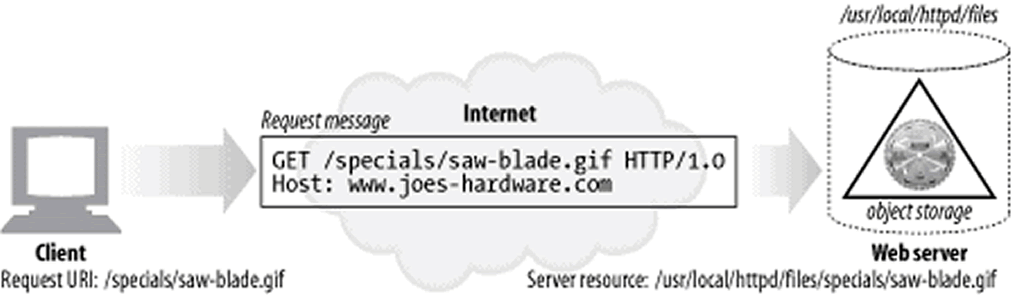 /usr/local/httpd/files
Internet
Request message
GET /specials/saw-blade.gif HTTP/1.0
Host: www.joes-hardware.com
object storage
Client
Web server
Request URI: /specials/saw-blade.gif
Server resource: /usr/local/httpd/files/specials/saw-blade.gif